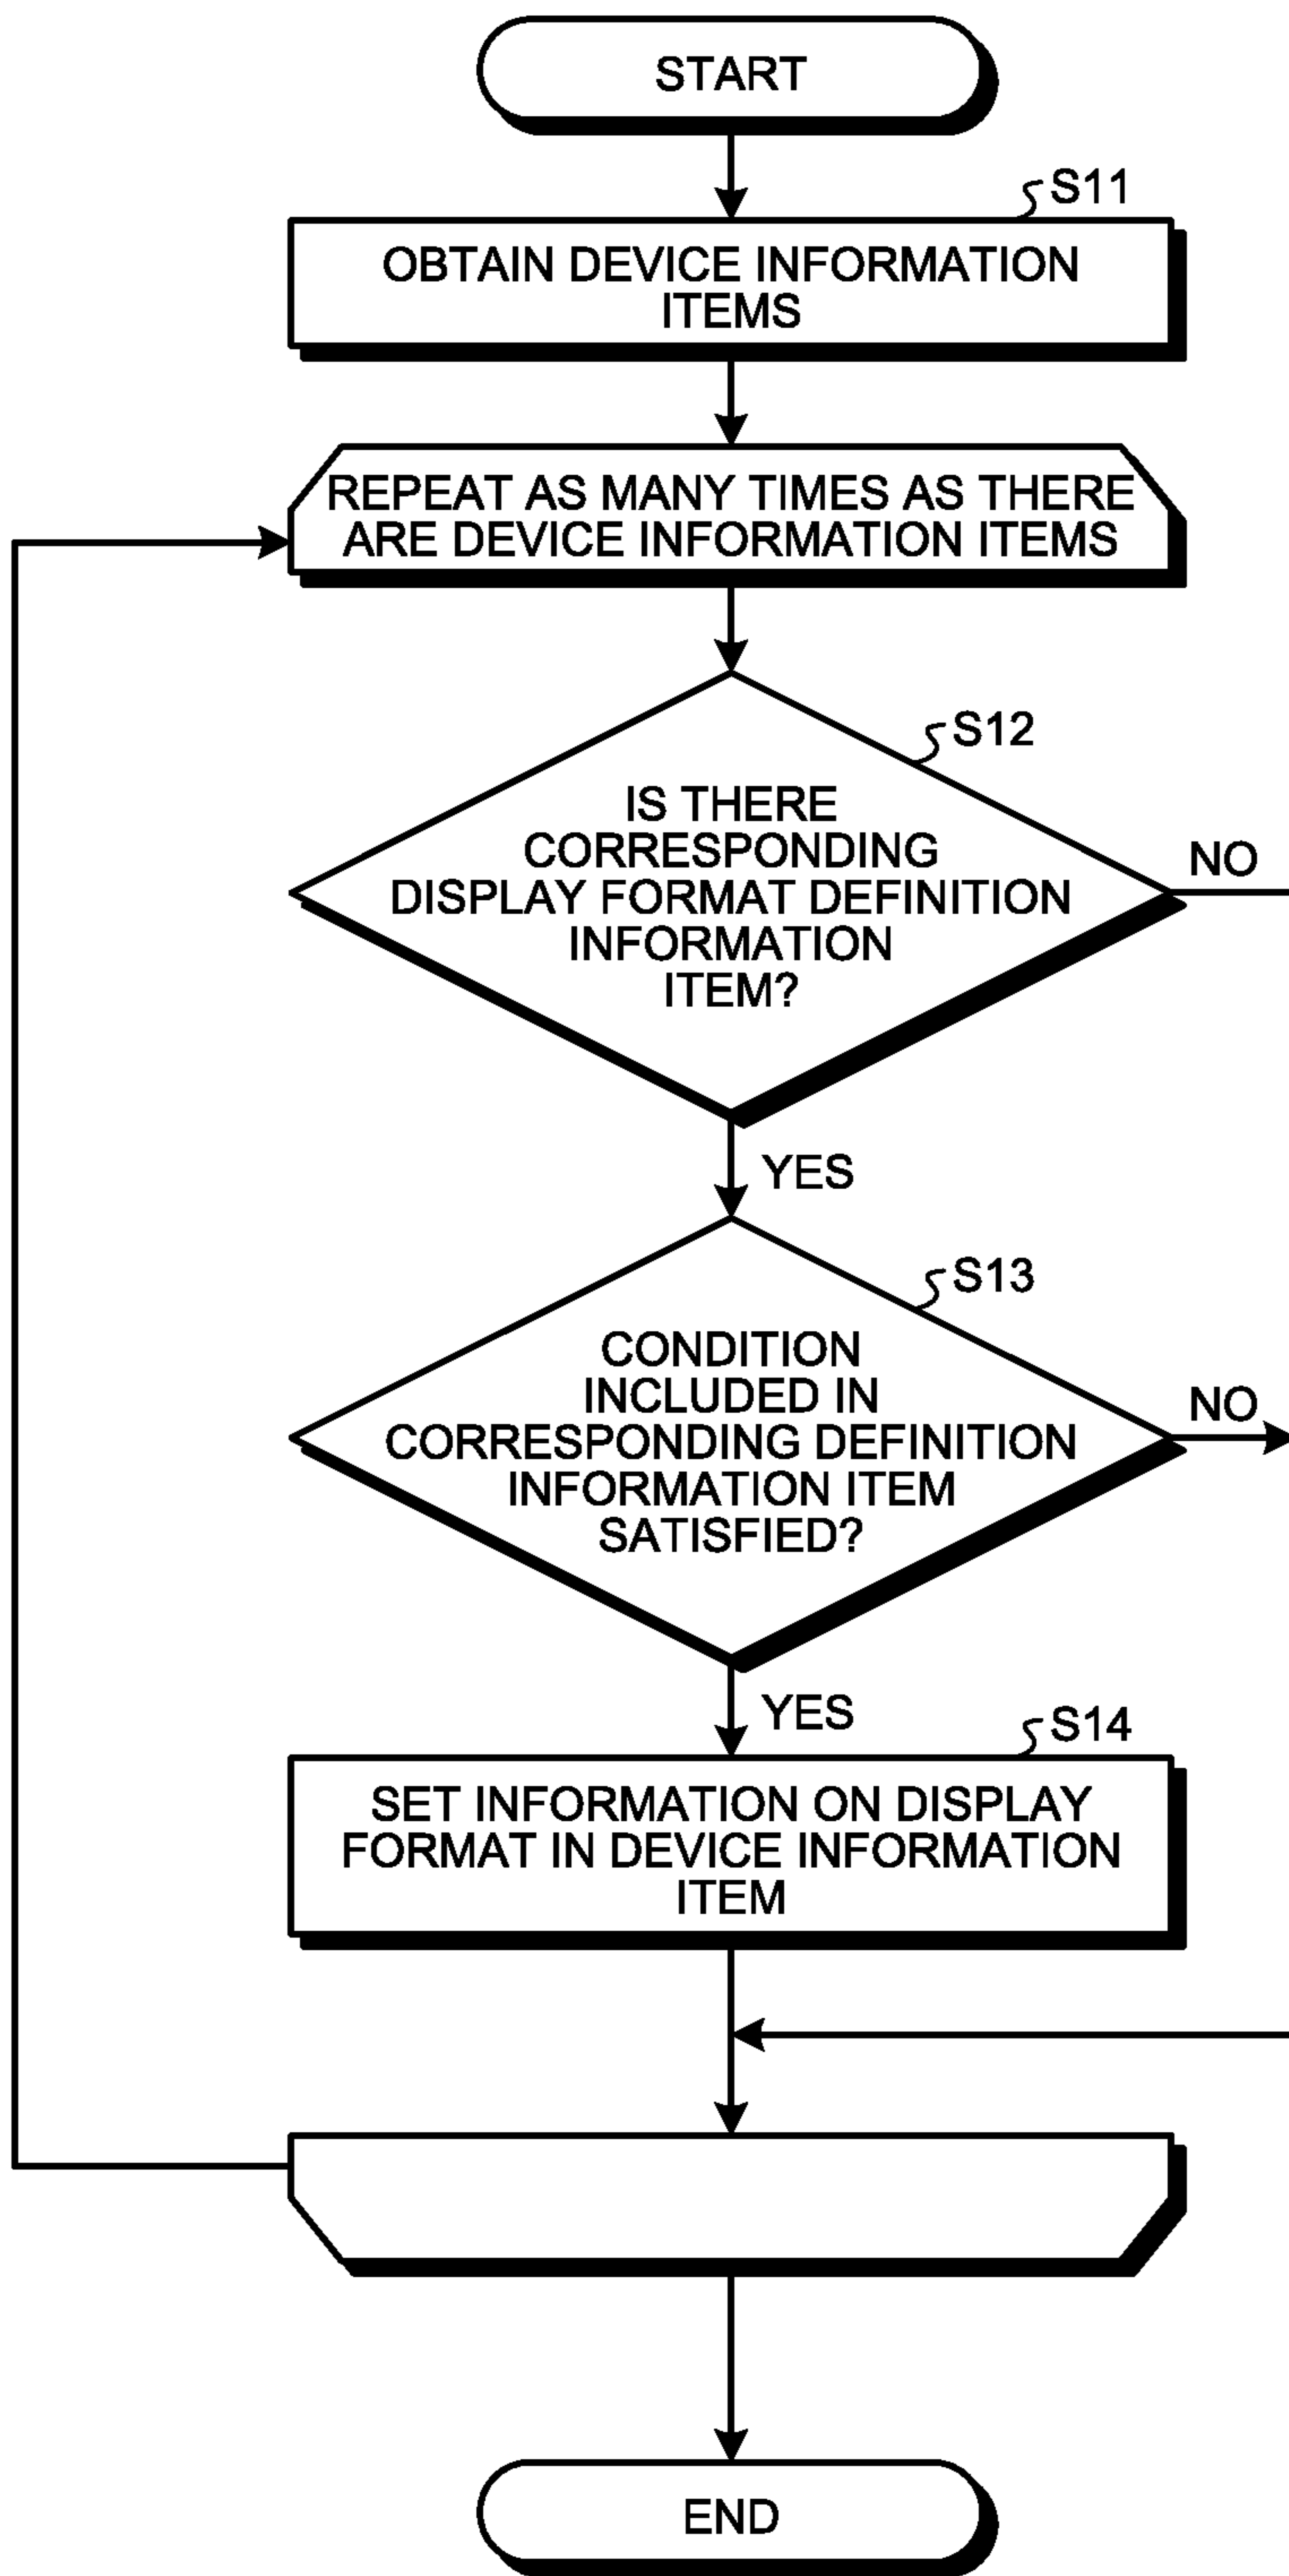 START
S11
OBTAIN DEVICE INFORMATION
ITEMS
REPEAT AS MANY TIMES AS THERE
ARE DEVICE INFORMATION ITEMS
S12
IS THERE
CORRESPONDING
DISPLAY FORMAT DEFINITION
INFORMATION
ITEM?
NO
YES
S13
CONDITION
INCLUDED IN
CORRESPONDING DEFINITION
INFORMATION ITEM
SATISFIED?
NO
YES
S14
SET INFORMATION ON DISPLAY
FORMAT IN DEVICE INFORMATION
ITEM
END